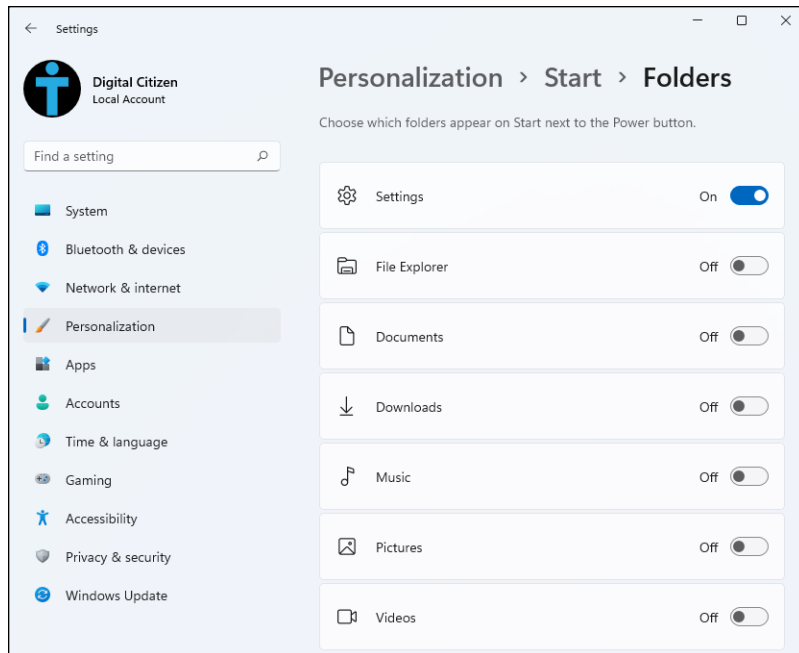 Settings
Digital Citizen
Local Account
Find a setting
System
Bluetooth & devices
Network & internet
Personalization
Apps
Accounts
Time & language
Gaming
Accessibility
Privacy & security
Windows Update
Personalization > Start > Folders
Choose which folders appear on Start next to the Power button.
Settings On
File Explorer Off
Documents Off
Downloads Off
Music Off
Pictures Off
Videos Off